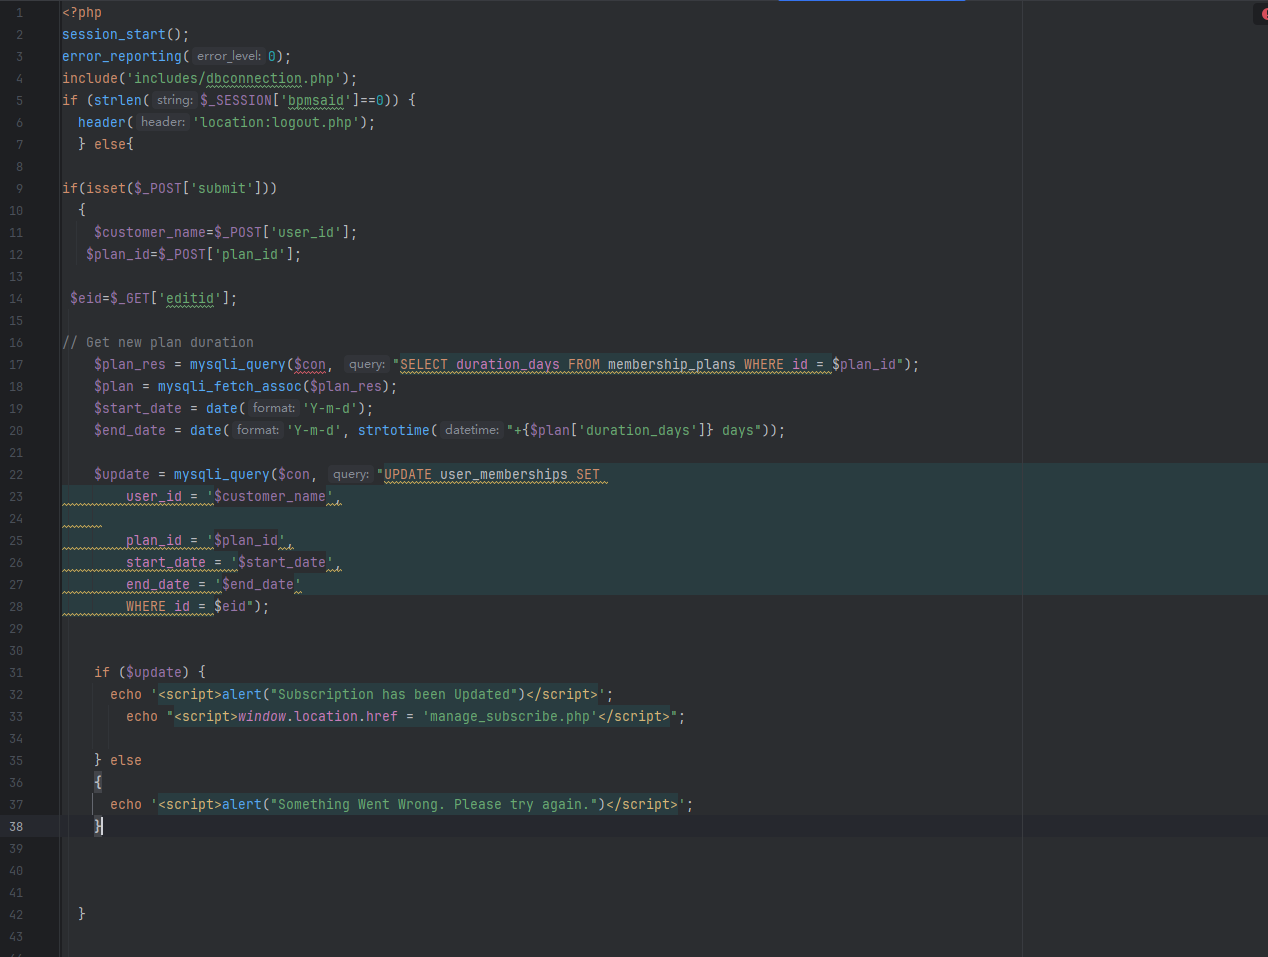 1 <?php
2 session_start();
3 error_reporting( error_level: 0);
4 include('includes/dbconnection.php');
5 if (strlen( string: $_SESSION['bpmsaid']==0)) {
6 header( header: 'location:logout.php');
7 } else{
8
9 if(isset($_POST['submit']))
10 {
11 $customer_name=$_POST['user_id'];
12 $plan_id=$_POST['plan_id'];
13
14 $eid=$_GET['editid'];
15
16 // Get new plan duration
17 $plan_res = mysqli_query($con, query: "SELECT duration_days FROM membership_plans WHERE id = $plan_id");
18 $plan = mysqli_fetch_assoc($plan_res);
19 $start_date = date( format: 'Y-m-d');
20 $end_date = date( format: 'Y-m-d', strtotime( datetime: "+{$plan['duration_days']} days"));
21
22 $update = mysqli_query($con, query: "UPDATE user_memberships SET
23 user_id = '$customer_name',
24
25 plan_id = '$plan_id',
26 start_date = '$start_date',
27 end_date = '$end_date'
28 WHERE id = $eid");
29
30
31 if ($update) {
32 echo '<script>alert("Subscription has been Updated")</script>';
33 echo "<script>window.location.href = 'manage_subscribe.php'</script>";
34
35 } else
36 {
37 echo '<script>alert("Something Went Wrong. Please try again.")</script>';
38 }
39
40
41
42 }
43